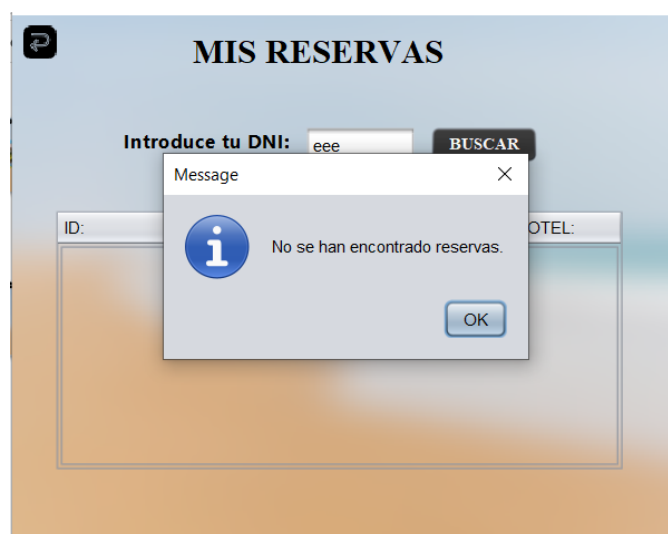 MIS RESERVAS
Introduce tu DNI: eee BUSCAR
Message
ID: OTEL:
No se han encontrado reservas.
OK